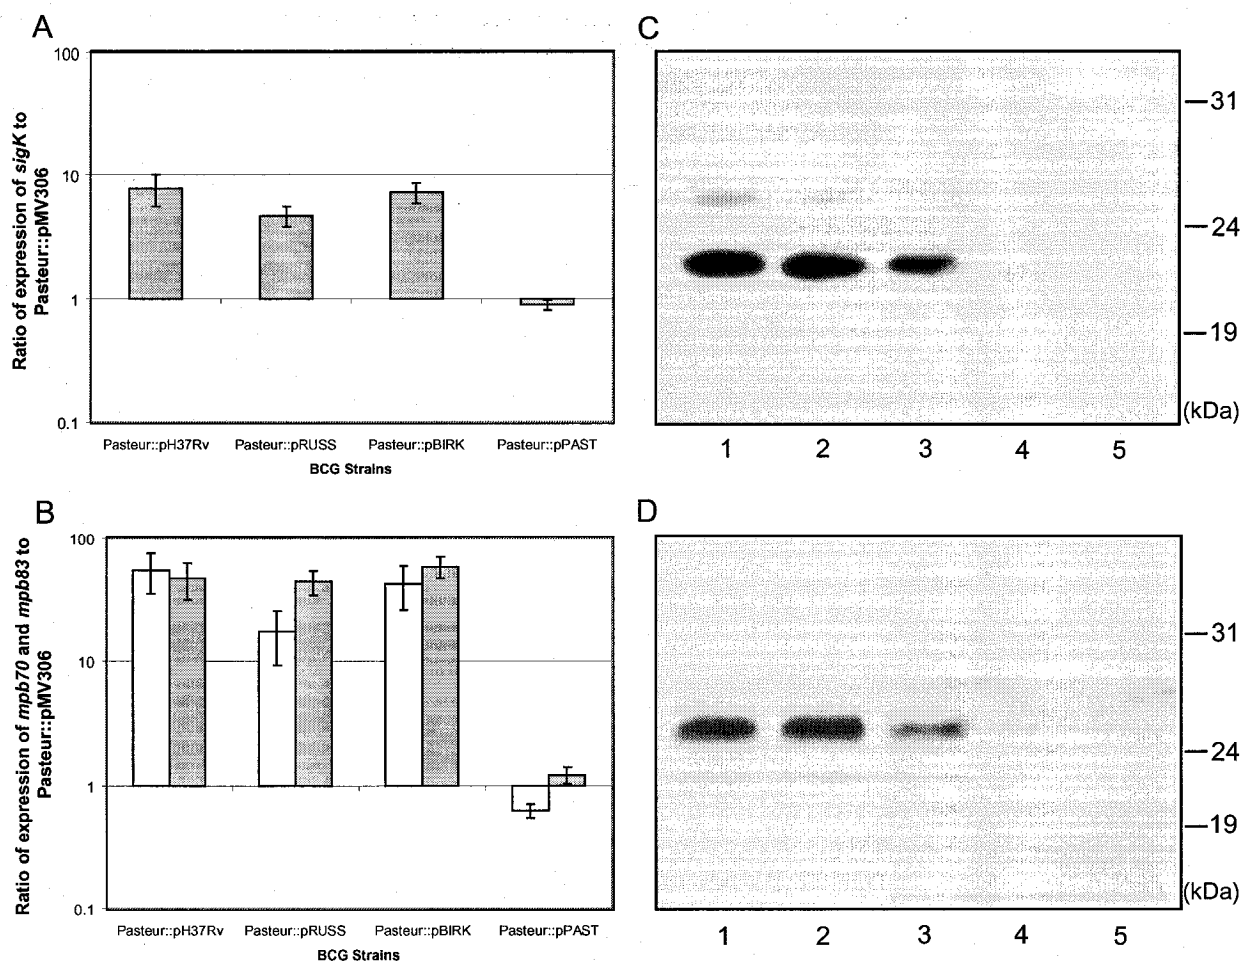 A
Ratio of expression of sigK to
Pasteur::pMV306
100
10
1
0.1
Pasteur::pH37Rv Pasteur::pRUSS Pasteur::pBIRK Pasteur::pPAST
BCG Strains
B
Ratio of expression of mpb70 and mpb83 to
Pasteur::pMV306
100
10
1
0.1
Pasteur::pH37Rv Pasteur::pRUSS Pasteur::pBIRK Pasteur::pPAST
BCG Strains
C
31
24
19
(kDa)
1 2 3 4 5
D
31
24
19
(kDa)
1 2 3 4 5